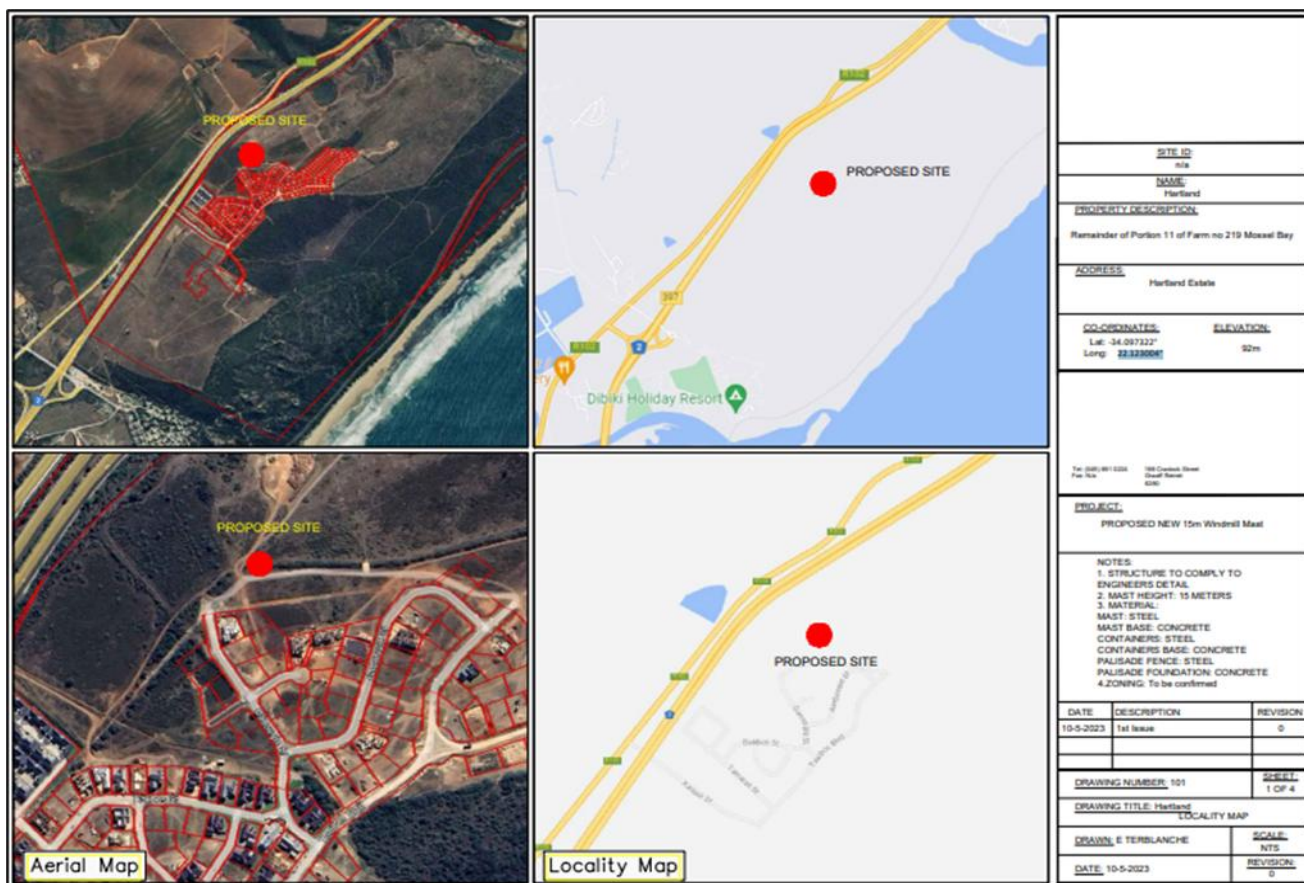 PROPOSED SITE
2
Aerial Map
PROPOSED SITE
R102
PROPOSED SITE
397
R102
2
Dibiki Holiday Resort
PROPOSED SITE
Locality Map
SITE ID:
n/a
NAME:
Hartland
PROPERTY DESCRIPTION:
Remainder of Portion 11 of Farm no 219 Mossel Bay
ADDRESS:
Hartland Estate
CO-ORDINATES: ELEVATION:
Lat: -34.097322°
Long: 22.123004° 92m
PROJECT:
PROPOSED NEW 15m Windmill Mast
NOTES:
1. STRUCTURE TO COMPLY TO
ENGINEERS DETAIL
2. MAST HEIGHT: 15 METERS
3. MATERIAL:
MAST: STEEL
MAST BASE: CONCRETE
CONTAINERS: STEEL
CONTAINERS BASE: CONCRETE
PALISADE FENCE: STEEL
PALISADE FOUNDATION: CONCRETE
4.ZONING: To be confirmed
DATE DESCRIPTION REVISION
10-5-2023 1st Issue 0
DRAWING NUMBER: 101 SHEET:
1 OF 4
DRAWING TITLE: Hartland
LOCALITY MAP
DRAWN: E TERBLANCHE SCALE:
NTS
DATE: 10-5-2023 REVISION:
0